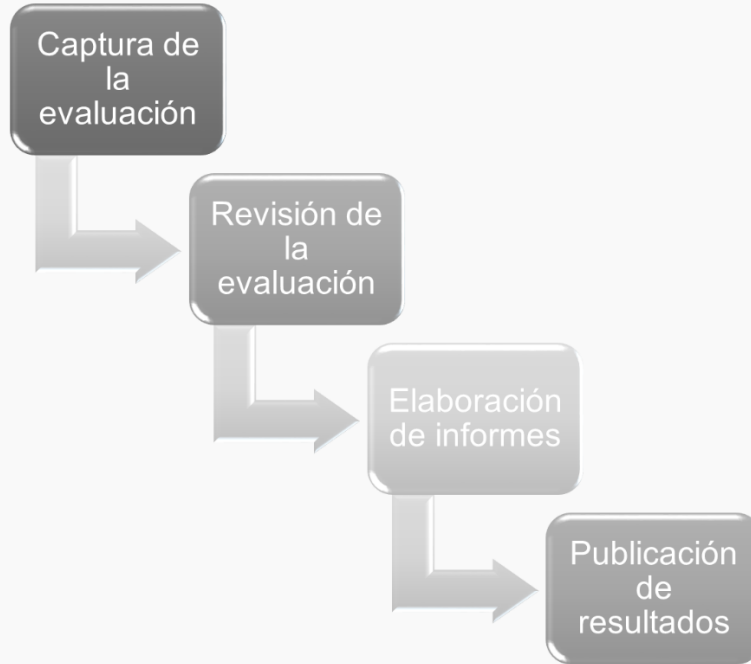 Captura de
la
evaluación
Revisión de
la
evaluación
Elaboración
de informes
Publicación
de
resultados